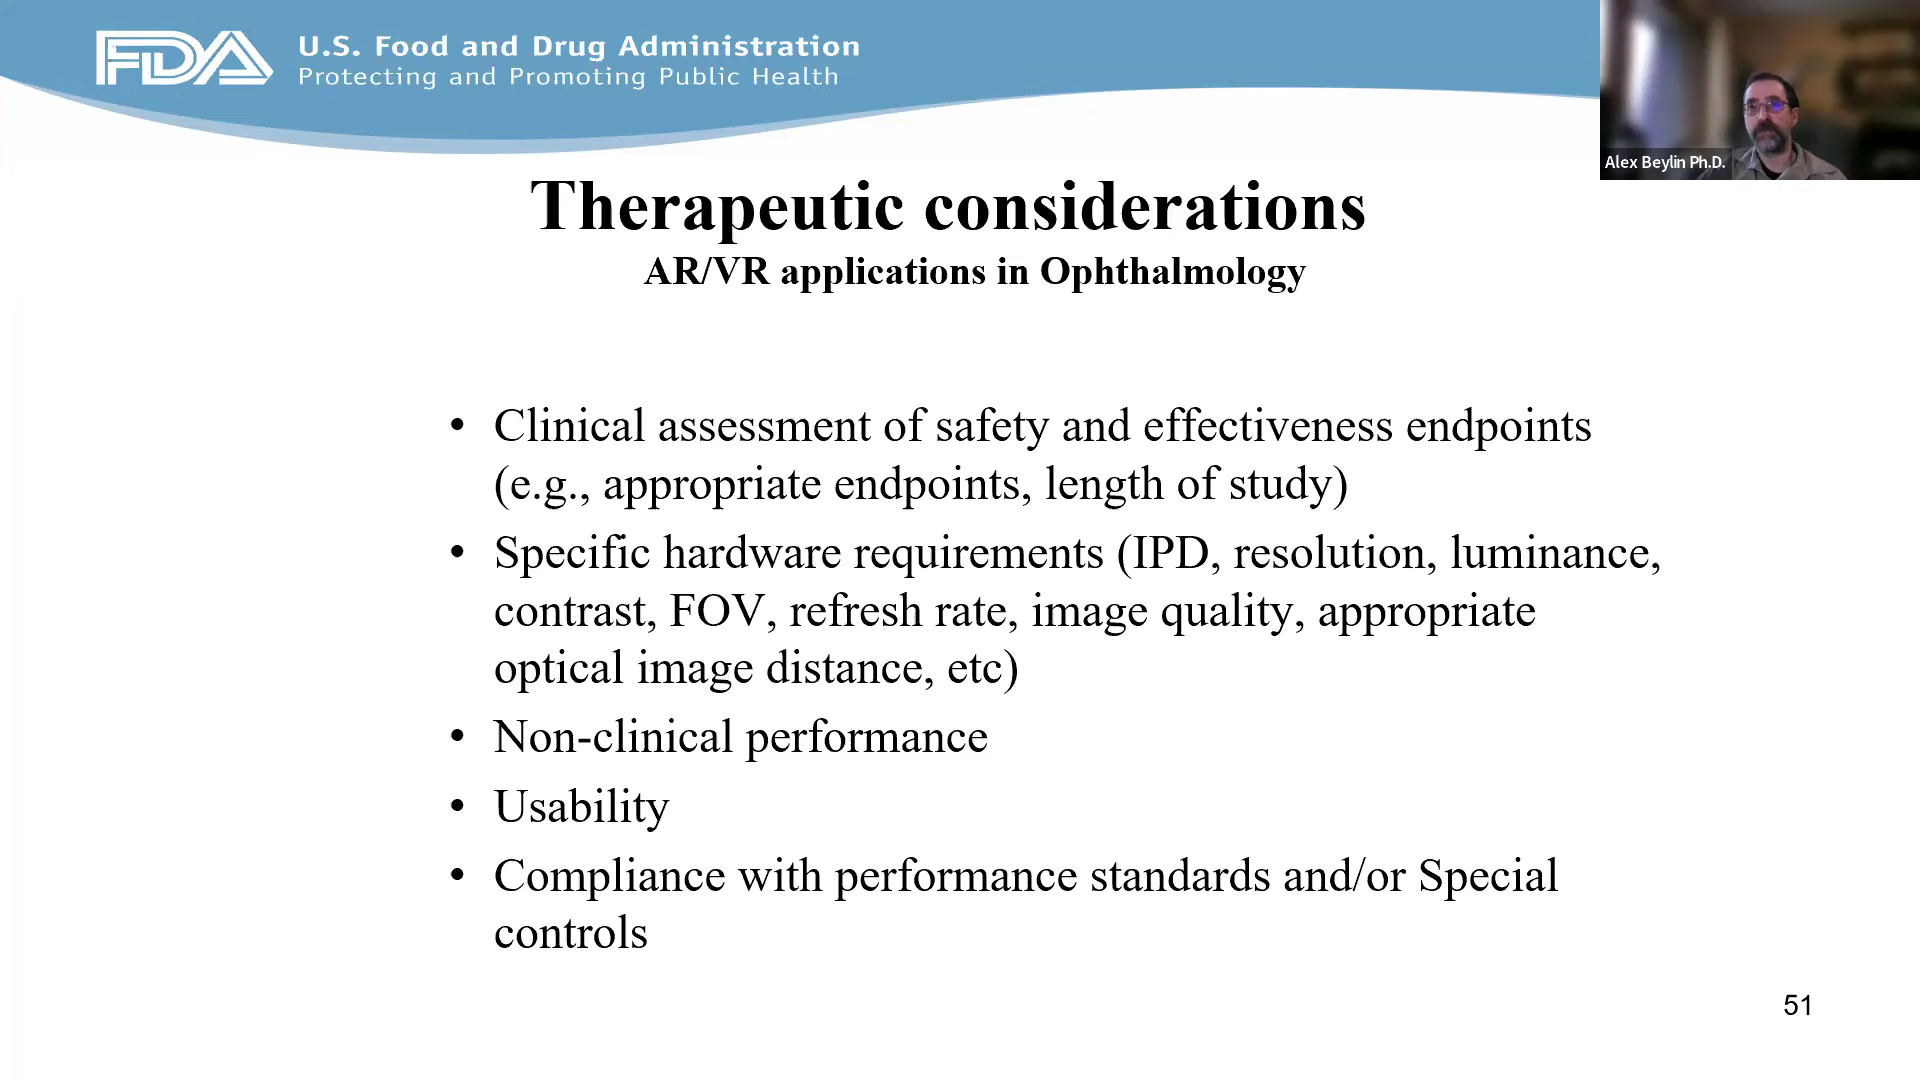 FDA
U.S. Food and Drug Administration
Protecting and Promoting Public Health
Alex Beylin Ph.D.
Therapeutic considerations
AR/VR applications in Ophthalmology
• Clinical assessment of safety and effectiveness endpoints
(e.g., appropriate endpoints, length of study)
• Specific hardware requirements (IPD, resolution, luminance,
contrast, FOV, refresh rate, image quality, appropriate
optical image distance, etc)
• Non-clinical performance
• Usability
• Compliance with performance standards and/or Special
controls
51